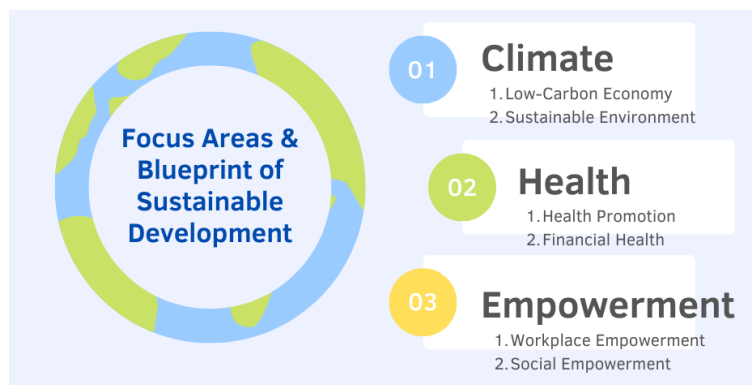 Focus Areas &
Blueprint of
Sustainable
Development
01
Climate
1. Low-Carbon Economy
2. Sustainable Environment
02
Health
1. Health Promotion
2. Financial Health
03
Empowerment
1. Workplace Empowerment
2. Social Empowerment